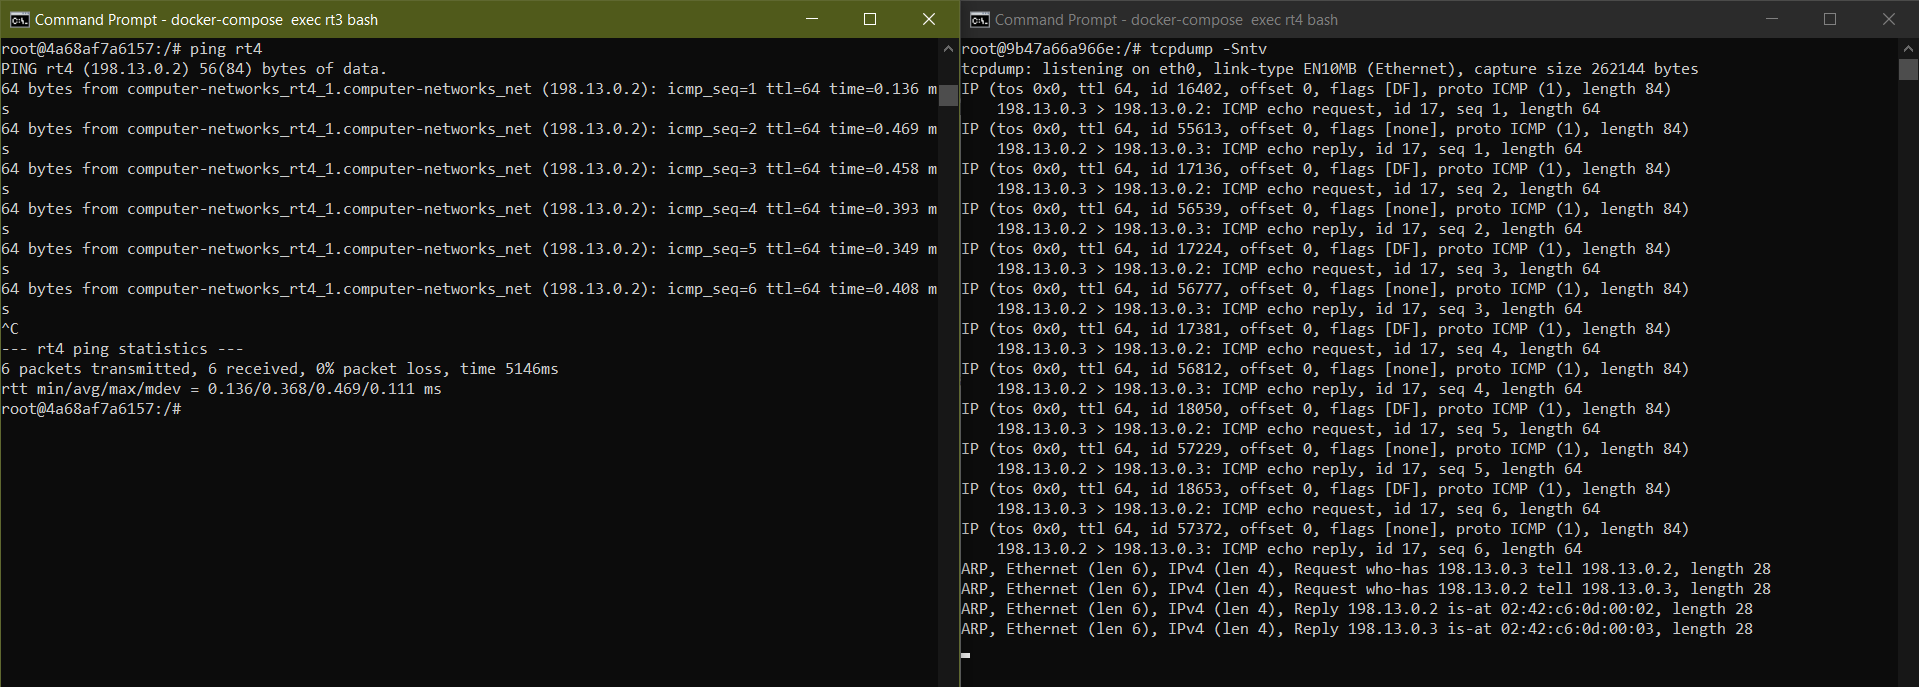 Command Prompt - docker-compose  exec rt3 bash
root@4a68af7a6157:/# ping rt4
PING rt4 (198.13.0.2) 56(84) bytes of data.
64 bytes from computer-networks_rt4_1.computer-networks_net (198.13.0.2): icmp_seq=1 ttl=64 time=0.136 m
s
64 bytes from computer-networks_rt4_1.computer-networks_net (198.13.0.2): icmp_seq=2 ttl=64 time=0.469 m
s
64 bytes from computer-networks_rt4_1.computer-networks_net (198.13.0.2): icmp_seq=3 ttl=64 time=0.458 m
s
64 bytes from computer-networks_rt4_1.computer-networks_net (198.13.0.2): icmp_seq=4 ttl=64 time=0.393 m
s
64 bytes from computer-networks_rt4_1.computer-networks_net (198.13.0.2): icmp_seq=5 ttl=64 time=0.349 m
s
64 bytes from computer-networks_rt4_1.computer-networks_net (198.13.0.2): icmp_seq=6 ttl=64 time=0.408 m
s
^C
--- rt4 ping statistics ---
6 packets transmitted, 6 received, 0% packet loss, time 5146ms
rtt min/avg/max/mdev = 0.136/0.368/0.469/0.111 ms
root@4a68af7a6157:/#
Command Prompt - docker-compose  exec rt4 bash
root@9b47a66a966e:/# tcpdump -Sntv
tcpdump: listening on eth0, link-type EN10MB (Ethernet), capture size 262144 bytes
IP (tos 0x0, ttl 64, id 16402, offset 0, flags [DF], proto ICMP (1), length 84)
    198.13.0.3 > 198.13.0.2: ICMP echo request, id 17, seq 1, length 64
IP (tos 0x0, ttl 64, id 55613, offset 0, flags [none], proto ICMP (1), length 84)
    198.13.0.2 > 198.13.0.3: ICMP echo reply, id 17, seq 1, length 64
IP (tos 0x0, ttl 64, id 17136, offset 0, flags [DF], proto ICMP (1), length 84)
    198.13.0.3 > 198.13.0.2: ICMP echo request, id 17, seq 2, length 64
IP (tos 0x0, ttl 64, id 56539, offset 0, flags [none], proto ICMP (1), length 84)
    198.13.0.2 > 198.13.0.3: ICMP echo reply, id 17, seq 2, length 64
IP (tos 0x0, ttl 64, id 17224, offset 0, flags [DF], proto ICMP (1), length 84)
    198.13.0.3 > 198.13.0.2: ICMP echo request, id 17, seq 3, length 64
IP (tos 0x0, ttl 64, id 56777, offset 0, flags [none], proto ICMP (1), length 84)
    198.13.0.2 > 198.13.0.3: ICMP echo reply, id 17, seq 3, length 64
IP (tos 0x0, ttl 64, id 17381, offset 0, flags [DF], proto ICMP (1), length 84)
    198.13.0.3 > 198.13.0.2: ICMP echo request, id 17, seq 4, length 64
IP (tos 0x0, ttl 64, id 56812, offset 0, flags [none], proto ICMP (1), length 84)
    198.13.0.2 > 198.13.0.3: ICMP echo reply, id 17, seq 4, length 64
IP (tos 0x0, ttl 64, id 18050, offset 0, flags [DF], proto ICMP (1), length 84)
    198.13.0.3 > 198.13.0.2: ICMP echo request, id 17, seq 5, length 64
IP (tos 0x0, ttl 64, id 57229, offset 0, flags [none], proto ICMP (1), length 84)
    198.13.0.2 > 198.13.0.3: ICMP echo reply, id 17, seq 5, length 64
IP (tos 0x0, ttl 64, id 18653, offset 0, flags [DF], proto ICMP (1), length 84)
    198.13.0.3 > 198.13.0.2: ICMP echo request, id 17, seq 6, length 64
IP (tos 0x0, ttl 64, id 57372, offset 0, flags [none], proto ICMP (1), length 84)
    198.13.0.2 > 198.13.0.3: ICMP echo reply, id 17, seq 6, length 64
ARP, Ethernet (len 6), IPv4 (len 4), Request who-has 198.13.0.3 tell 198.13.0.2, length 28
ARP, Ethernet (len 6), IPv4 (len 4), Request who-has 198.13.0.2 tell 198.13.0.3, length 28
ARP, Ethernet (len 6), IPv4 (len 4), Reply 198.13.0.2 is-at 02:42:c6:0d:00:02, length 28
ARP, Ethernet (len 6), IPv4 (len 4), Reply 198.13.0.3 is-at 02:42:c6:0d:00:03, length 28